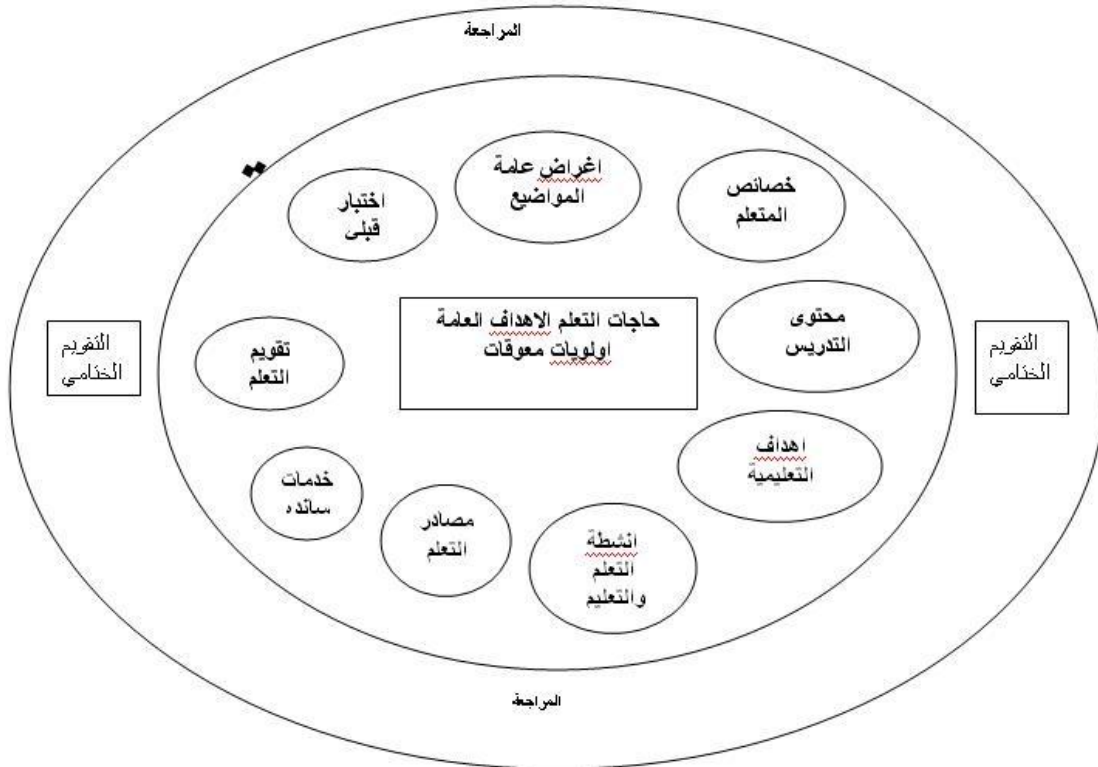 المراجعة
اغراض عامة
المواضيع
خصائص
المتعلم
اختبار
قبلي
محتوى
التدريس
حاجات التعلم الاهداف العامة
اولويات معوقات
التقويم
الختامي
التقويم
الختامي
تقويم
التعلم
اهداف
التعليمية
خدمات
سانده
مصادر
التعلم
انشطة
التعلم
والتعليم
المراجعة